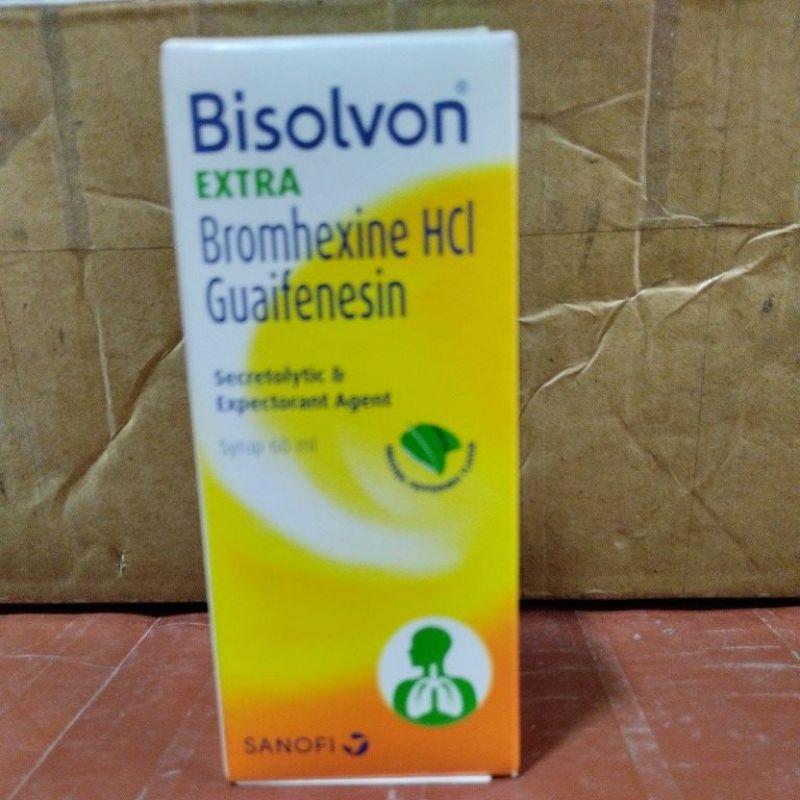 Bisolvon®
EXTRA
Bromhexine HCl
Guaifenesin
Secretolytic &
Expectorant Agent
Syrup 60 ml
SANOFI